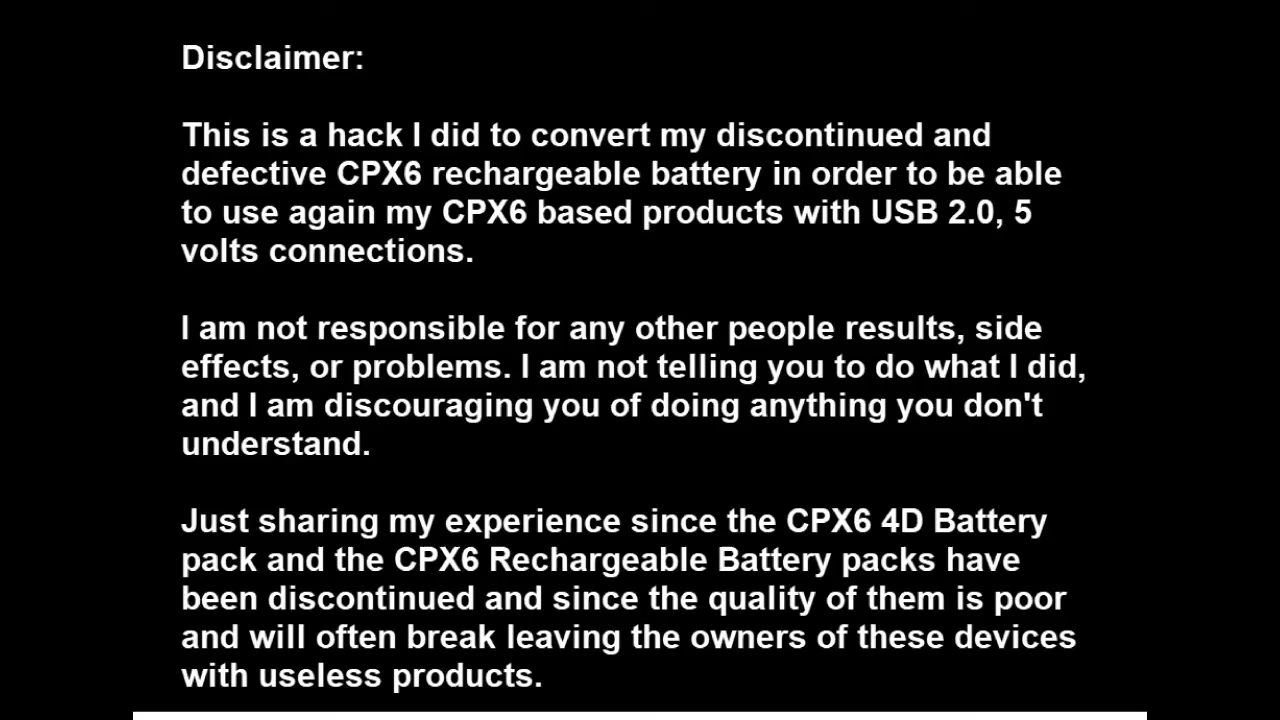 Disclaimer:
This is a hack I did to convert my discontinued and
defective CPX6 rechargeable battery in order to be able
to use again my CPX6 based products with USB 2.0, 5
volts connections.
I am not responsible for any other people results, side
effects, or problems. I am not telling you to do what I did,
and I am discouraging you of doing anything you don't
understand.
Just sharing my experience since the CPX6 4D Battery
pack and the CPX6 Rechargeable Battery packs have
been discontinued and since the quality of them is poor
and will often break leaving the owners of these devices
with useless products.